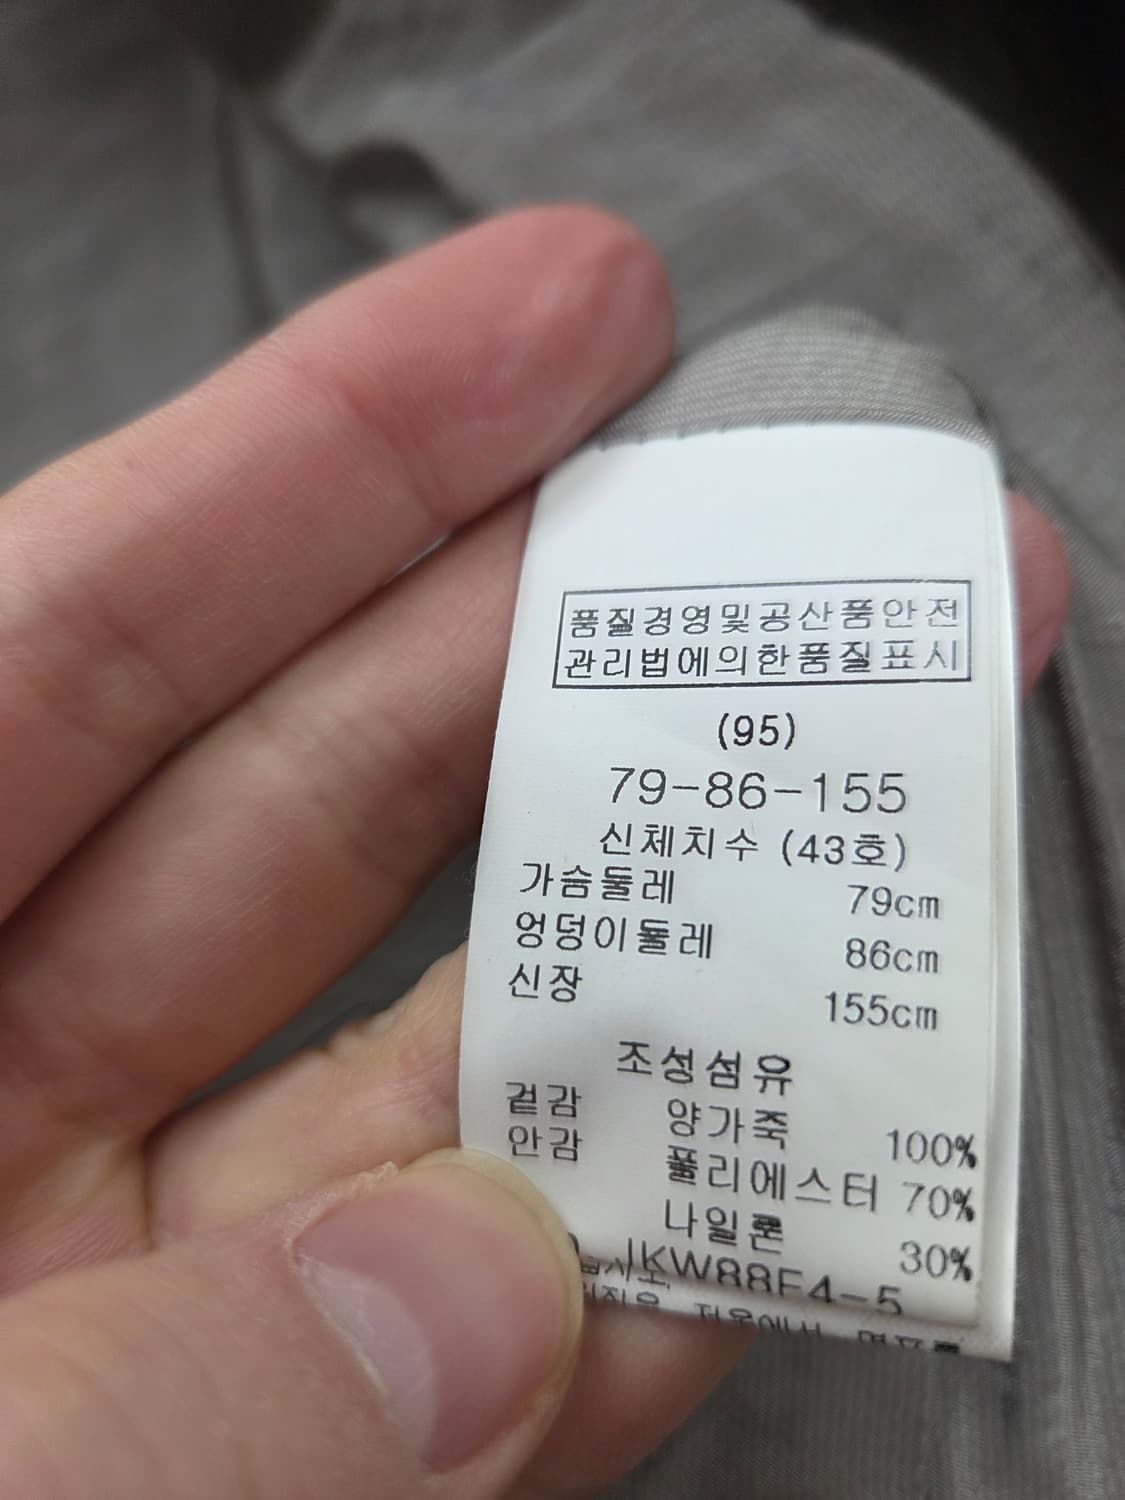 품질경영및공산품안전
관리법에의한품질표시
(95)
79-86-155
신체치수 (43호)
가슴둘레 79cm
엉덩이둘레 86cm
신장 155cm
조성섬유
겉감 양가죽 100%
안감 폴리에스터 70%
나일론 30%
JKW88F4-5